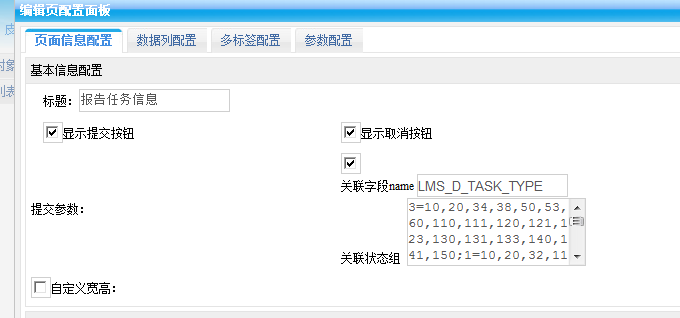 编辑页配置面板
皮
页面信息配置 数据列配置 多标签配置 参数配置
对象
列表
基本信息配置
标题: 报告任务信息
显示提交按钮 显示取消按钮
关联字段name LMS_D_TASK_TYPE
提交参数:
3=10,20,34,38,50,53,
60,110,111,120,121,1
23,130,131,133,140,1
41,150;1=10,20,32,11
关联状态组
自定义宽高: